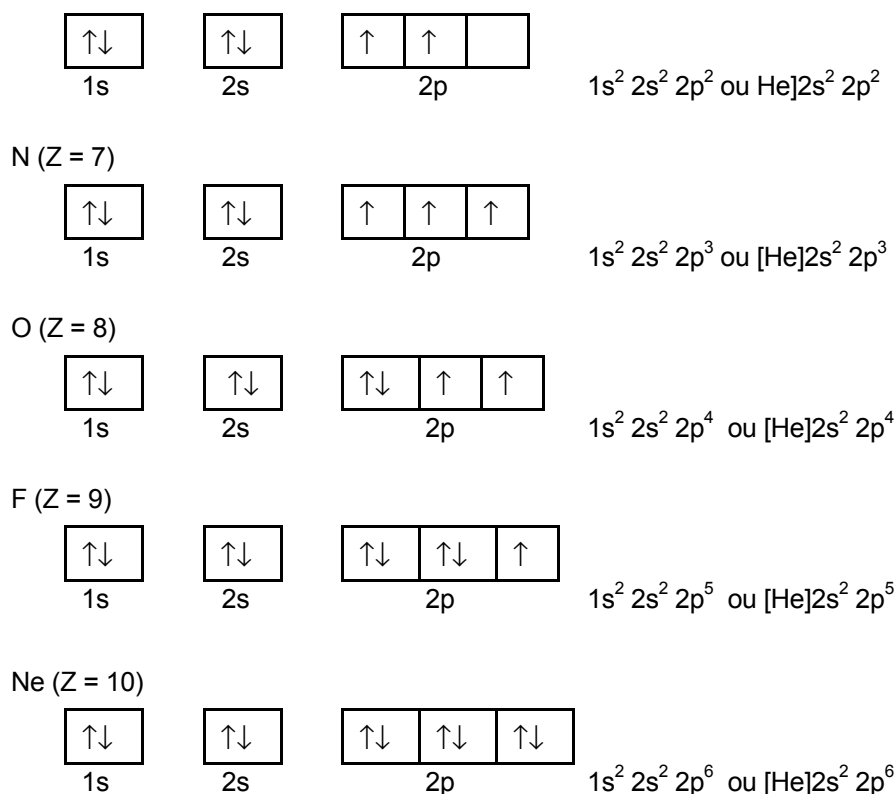 ↑↓ ↑↓ ↑ ↑
1s 2s 2p 1s² 2s² 2p² ou He]2s² 2p²
N (Z = 7)
↑↓ ↑↓ ↑ ↑ ↑
1s 2s 2p 1s² 2s² 2p³ ou [He]2s² 2p³
O (Z = 8)
↑↓ ↑↓ ↑↓ ↑ ↑
1s 2s 2p 1s² 2s² 2p⁴ ou [He]2s² 2p⁴
F (Z = 9)
↑↓ ↑↓ ↑↓ ↑↓ ↑
1s 2s 2p 1s² 2s² 2p⁵ ou [He]2s² 2p⁵
Ne (Z = 10)
↑↓ ↑↓ ↑↓ ↑↓ ↑↓
1s 2s 2p 1s² 2s² 2p⁶ ou [He]2s² 2p⁶